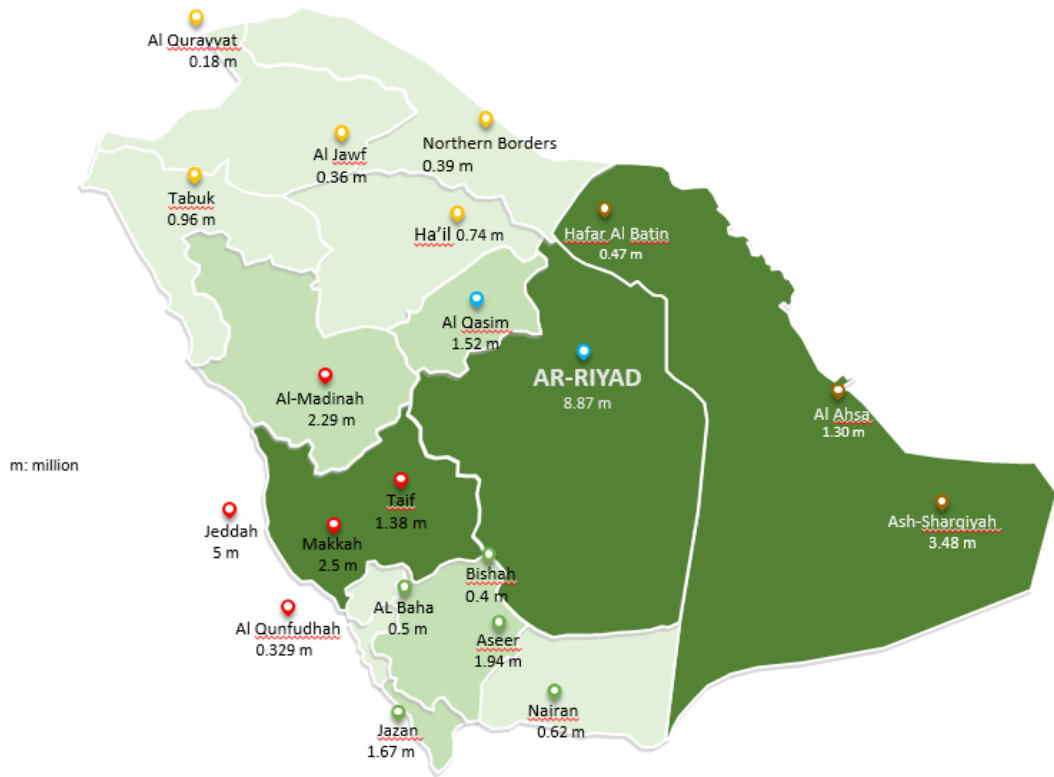 Al Qurayyat
0.18 m
Northern Borders
0.39 m
Al Jawf
0.36 m
Tabuk
0.96 m
Ha’il 0.74 m
Hafar Al Batin
0.47 m
Al Qasim
1.52 m
AR-RIYAD
8.87 m
Al-Madinah
2.29 m
Al Ahsa
1.30 m
m: million
Taif
1.38 m
Jeddah
5 m
Makkah
2.5 m
Ash-Sharqiyah
3.48 m
Bishah
0.4 m
AL Baha
0.5 m
Al Qunfudhah
0.329 m
Aseer
1.94 m
Nairan
0.62 m
Jazan
1.67 m